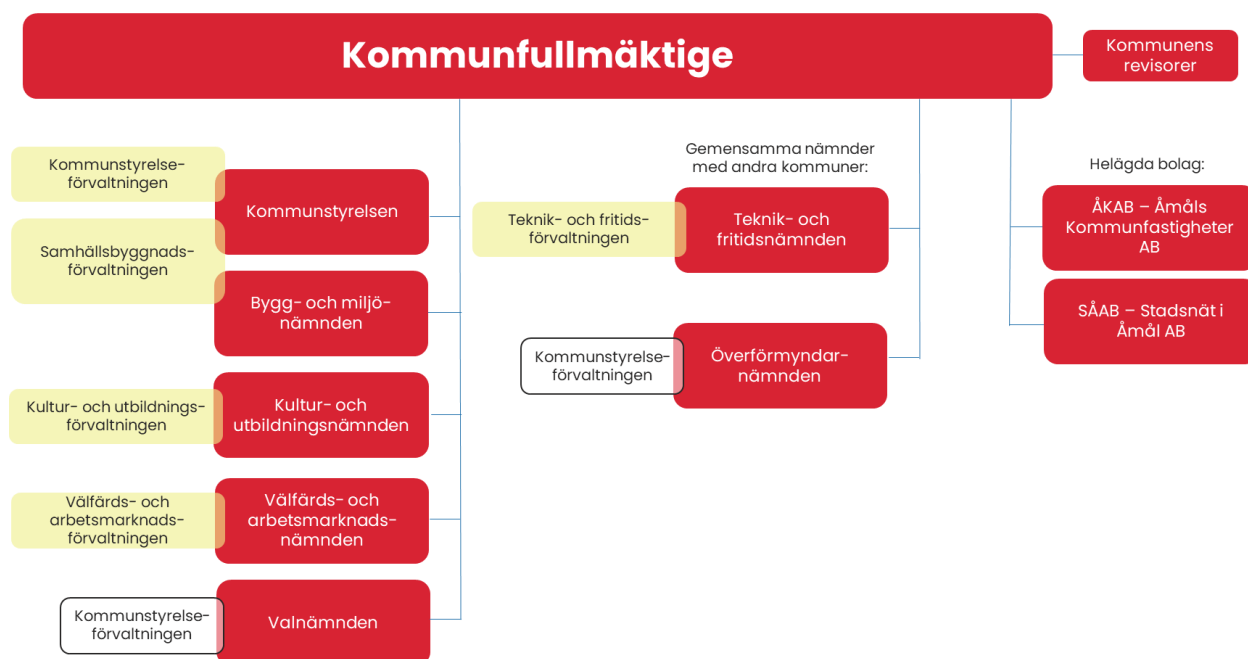 Kommunfullmäktige
Kommunens
revisorer
Kommunstyrelse-
förvaltningen
Kommunstyrelsen
Samhällsbyggnads-
förvaltningen
Bygg- och miljö-
nämnden
Kultur- och utbildnings-
förvaltningen
Kultur- och
utbildningsnämnden
Välfärds- och
arbetsmarknads-
förvaltningen
Välfärds- och
arbetsmarknads-
nämnden
Kommunstyrelse-
förvaltningen
Valnämnden
Gemensamma nämnder
med andra kommuner:
Teknik- och fritids-
förvaltningen
Teknik- och
fritidsnämnden
Kommunstyrelse-
förvaltningen
Överförmyndar-
nämnden
Helägda bolag:
ÅKAB – Åmåls
Kommunfastigheter
AB
SÅAB – Stadsnät i
Åmål AB